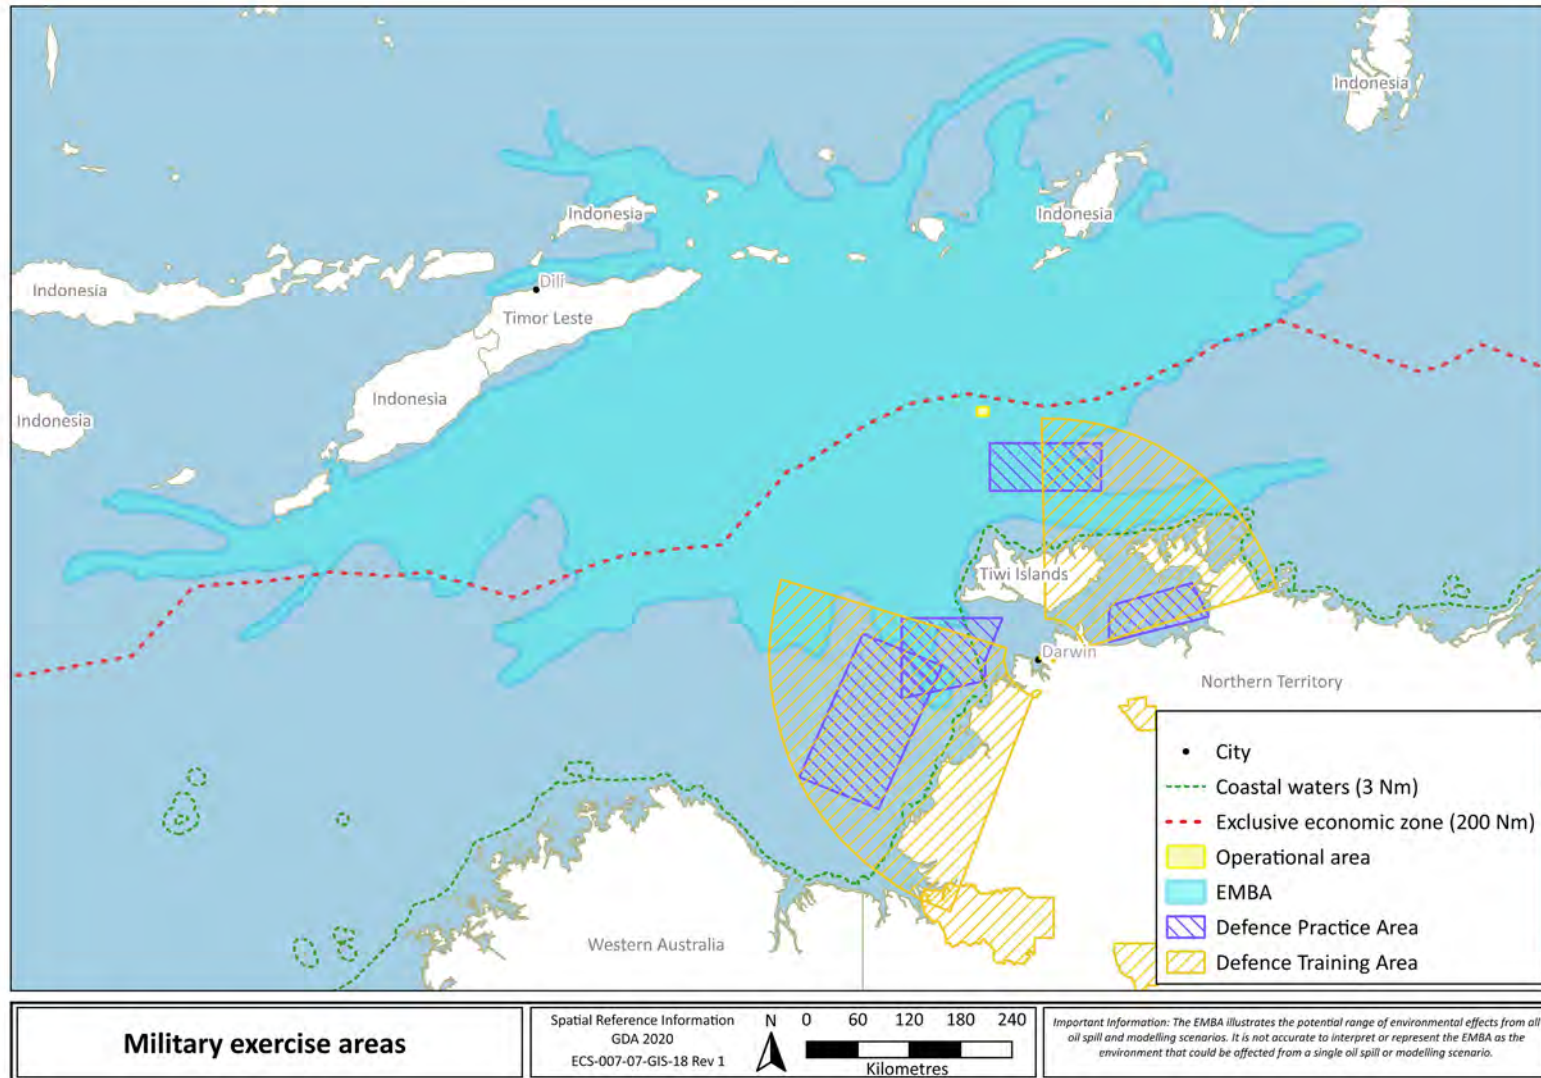 Indonesia
Indonesia
Indonesia
Indonesia
Dili
Timor Leste
Indonesia
Indonesia
Tiwi Islands
Darwin
Northern Territory
Western Australia
City
Coastal waters (3 Nm)
Exclusive economic zone (200 Nm)
Operational area
EMBA
Defence Practice Area
Defence Training Area
Military exercise areas
Spatial Reference Information
GDA 2020
ECS-007-07-GIS-18 Rev 1
N
0 60 120 180 240
Kilometres
Important Information: The EMBA illustrates the potential range of environmental effects from all
oil spill and modelling scenarios. It is not accurate to interpret or represent the EMBA as the
environment that could be affected from a single oil spill or modelling scenario.